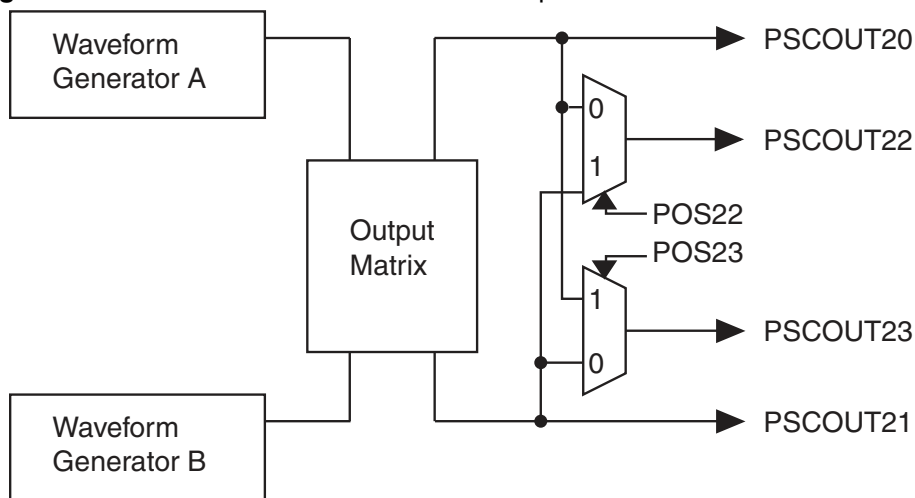 Waveform
Generator A
PSCOUT20
0
PSCOUT22
1
POS22
Output
Matrix
POS23
1
PSCOUT23
0
Waveform
Generator B
PSCOUT21